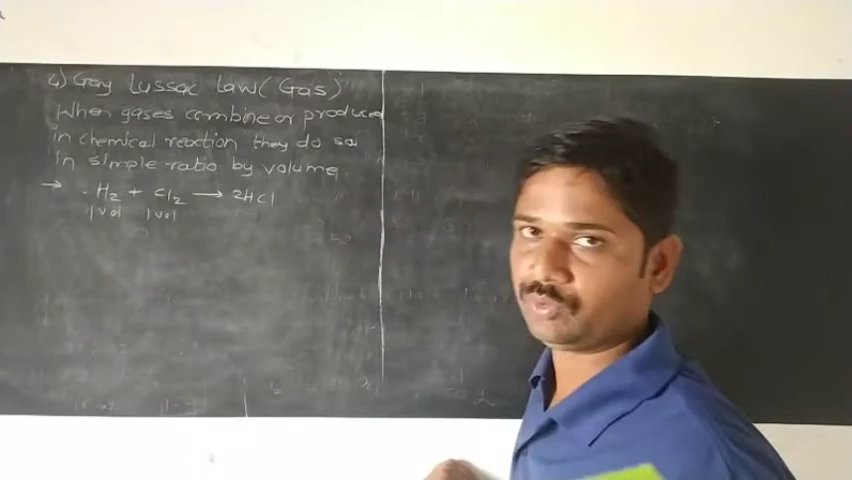 4) Gay Lussac law (Gas)
When gases combine or produced
in chemical reaction they do so
in simple ratio by volume.
→ H₂ + Cl₂ → 2HCl
1vol 1vol